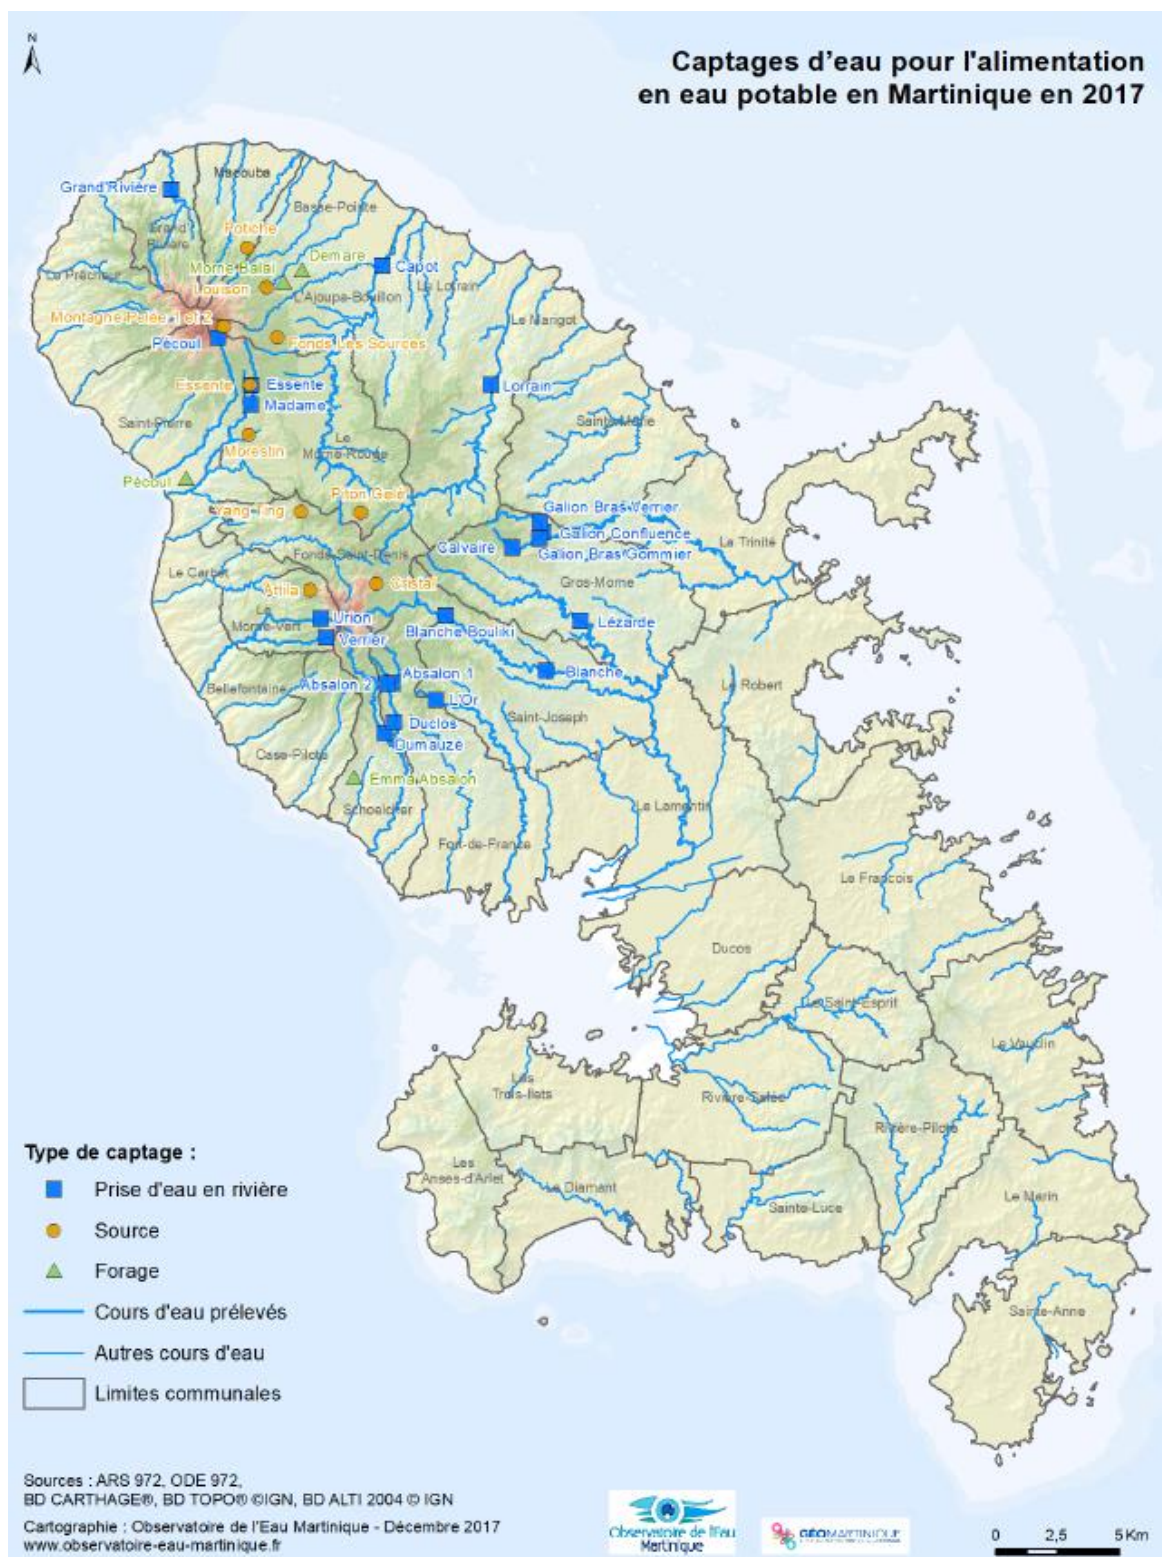 N
Captages d'eau pour l'alimentation
en eau potable en Martinique en 2017
Macouba
Grand'Rivière
Basse-Pointe
Potiche
Grand'
Rivière
Demare
Morne Balai
Capot
Le Prêcheur
Louison
L'Ajoupa-Bouillon
Le Lorrain
Montagne Pelée 1 et 2
Le Marigot
Pécoul
Fonds Les Sources
Essente
Essente
Lorrain
Madame
Saint-Pierre
Sainte-Marie
Le
Morne-Rouge
Morestin
Pécoul
Piton Gelé
Yang Ting
Galion Bras Verrier
Galion Confluence
La Trinité
Calvaire
Galion Bras Gommier
Fonds-Saint-Denis
Le Carbet
Gros-Morne
Attila
Cristal
Le
Morne-Vert
Urion
Lézarde
Blanche Bouliki
Verrier
Absalon 1
Blanche
Absalon 2
Le Robert
Bellefontaine
L'Or
Saint-Joseph
Duclos
Dumauzé
Case-Pilote
Emma Absalon
Schoelcher
Le Lamentin
Fort-de-France
Le François
Ducos
Le Saint-Esprit
Le Vauclin
Les
Trois-Ilets
Rivière-Salée
Rivière-Pilote
Les
Anses-d'Arlet
Le Diamant
Le Marin
Sainte-Luce
Sainte-Anne
Type de captage :
Prise d'eau en rivière
Source
Forage
Cours d'eau prélevés
Autres cours d'eau
Limites communales
Sources : ARS 972, ODE 972,
BD CARTHAGE®, BD TOPO® ©IGN, BD ALTI 2004 © IGN
Cartographie : Observatoire de l'Eau Martinique - Décembre 2017
www.observatoire-eau-martinique.fr
Observatoire de l'Eau
Martinique
GÉOMARTINIQUE
0 2,5 5 Km